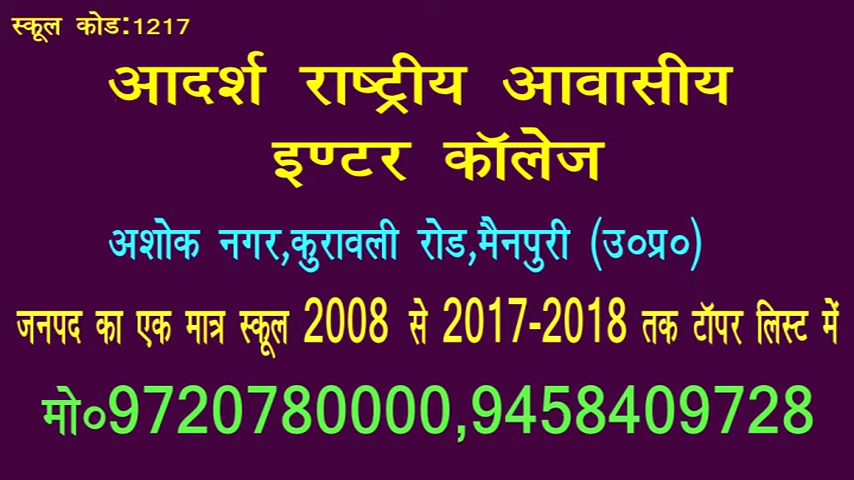 स्कूल कोड:1217
आदर्श राष्ट्रीय आवासीय
इण्टर कॉलेज
अशोक नगर,कुरावली रोड,मैनपुरी (उ०प्र०)
जनपद का एक मात्र स्कूल 2008 से 2017-2018 तक टॉपर लिस्ट में
मो०9720780000,9458409728